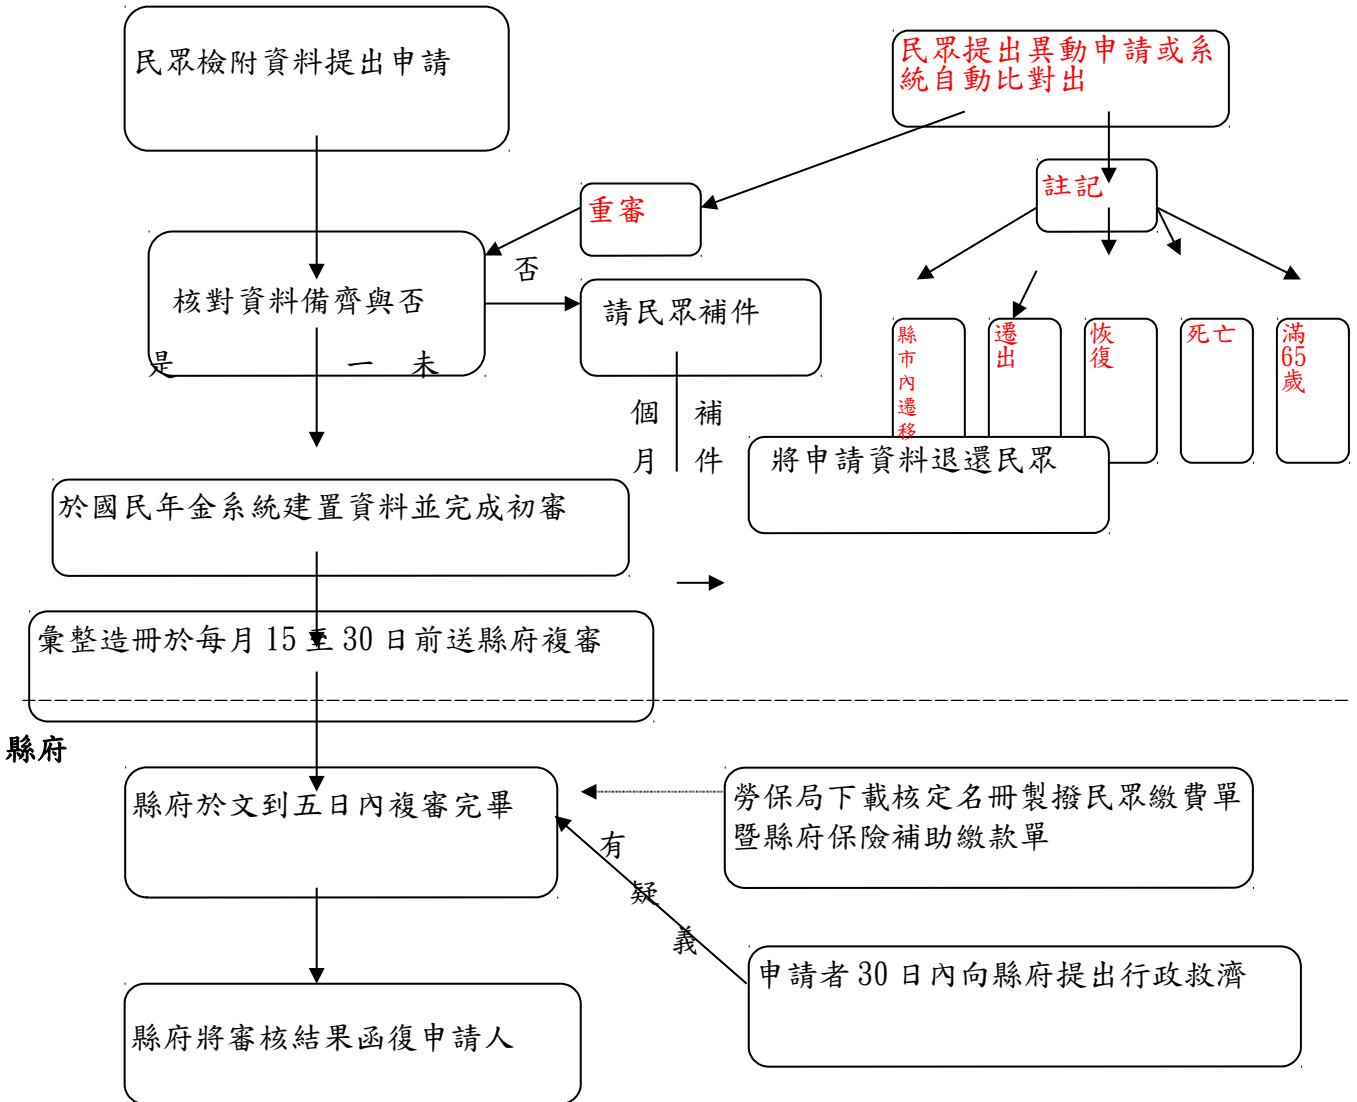 民眾檢附資料提出申請
民眾提出異動申請或系
統自動比對出
註記
重審
否
核對資料備齊與否
請民眾補件
是
一 未
個 補
月 件
縣市內遷移
遷出
恢復
死亡
滿65歲
將申請資料退還民眾
於國民年金系統建置資料並完成初審
彙整造冊於每月 15 至 30 日前送縣府複審
縣府
縣府於文到五日內複審完畢
勞保局下載核定名冊製撥民眾繳費單
暨縣府保險補助繳款單
有疑義
申請者 30 日內向縣府提出行政救濟
縣府將審核結果函復申請人